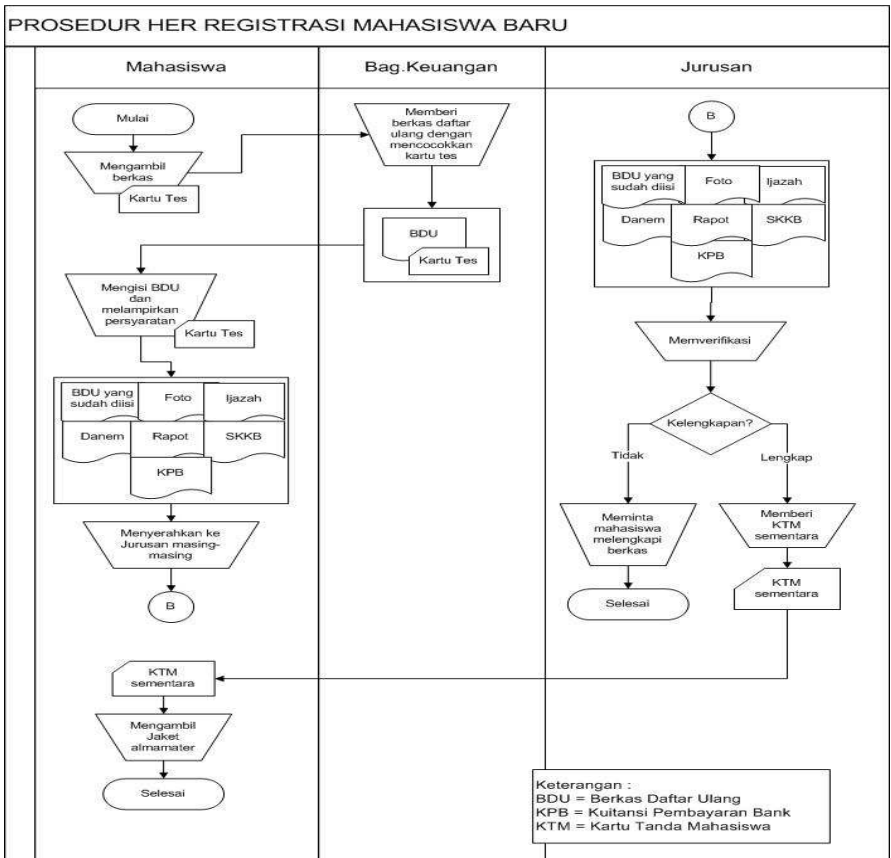 PROSEDUR HER REGISTRASI MAHASISWA BARU
Mahasiswa
Bag.Keuangan
Jurusan
Mulai
Mengambil
berkas
Kartu Tes
Memberi
berkas daftar
ulang dengan
mencocokkan
kartu tes
BDU
Kartu Tes
Mengisi BDU
dan
melampirkan
persyaratan
Kartu Tes
BDU yang
sudah diisi
Foto
Ijazah
Danem
Rapot
SKKB
KPB
Menyerahkan ke
Jurusan masing-
masing
B
B
BDU yang
sudah diisi
Foto
Ijazah
Danem
Rapot
SKKB
KPB
Memverifikasi
Kelengkapan?
Tidak
Lengkap
Meminta
mahasiswa
melengkapi
berkas
Selesai
Memberi
KTM
sementara
KTM
sementara
KTM
sementara
Mengambil
Jaket
almamater
Selesai
Keterangan :
BDU = Berkas Daftar Ulang
KPB = Kuitansi Pembayaran Bank
KTM = Kartu Tanda Mahasiswa